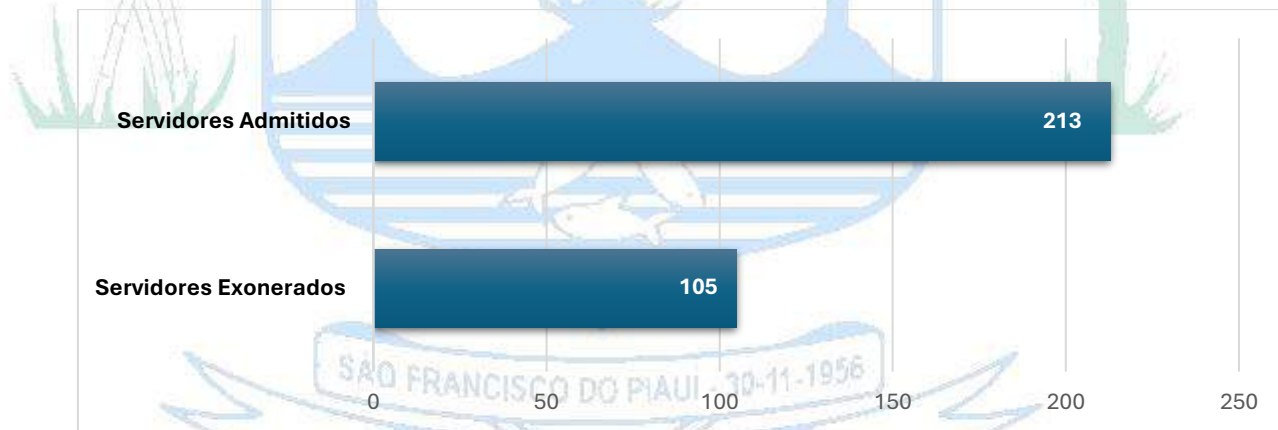 Servidores Admitidos 213
Servidores Exonerados 105
SÃO FRANCISCO DO PIAUÍ - 30-11-1956
0 50 100 150 200 250